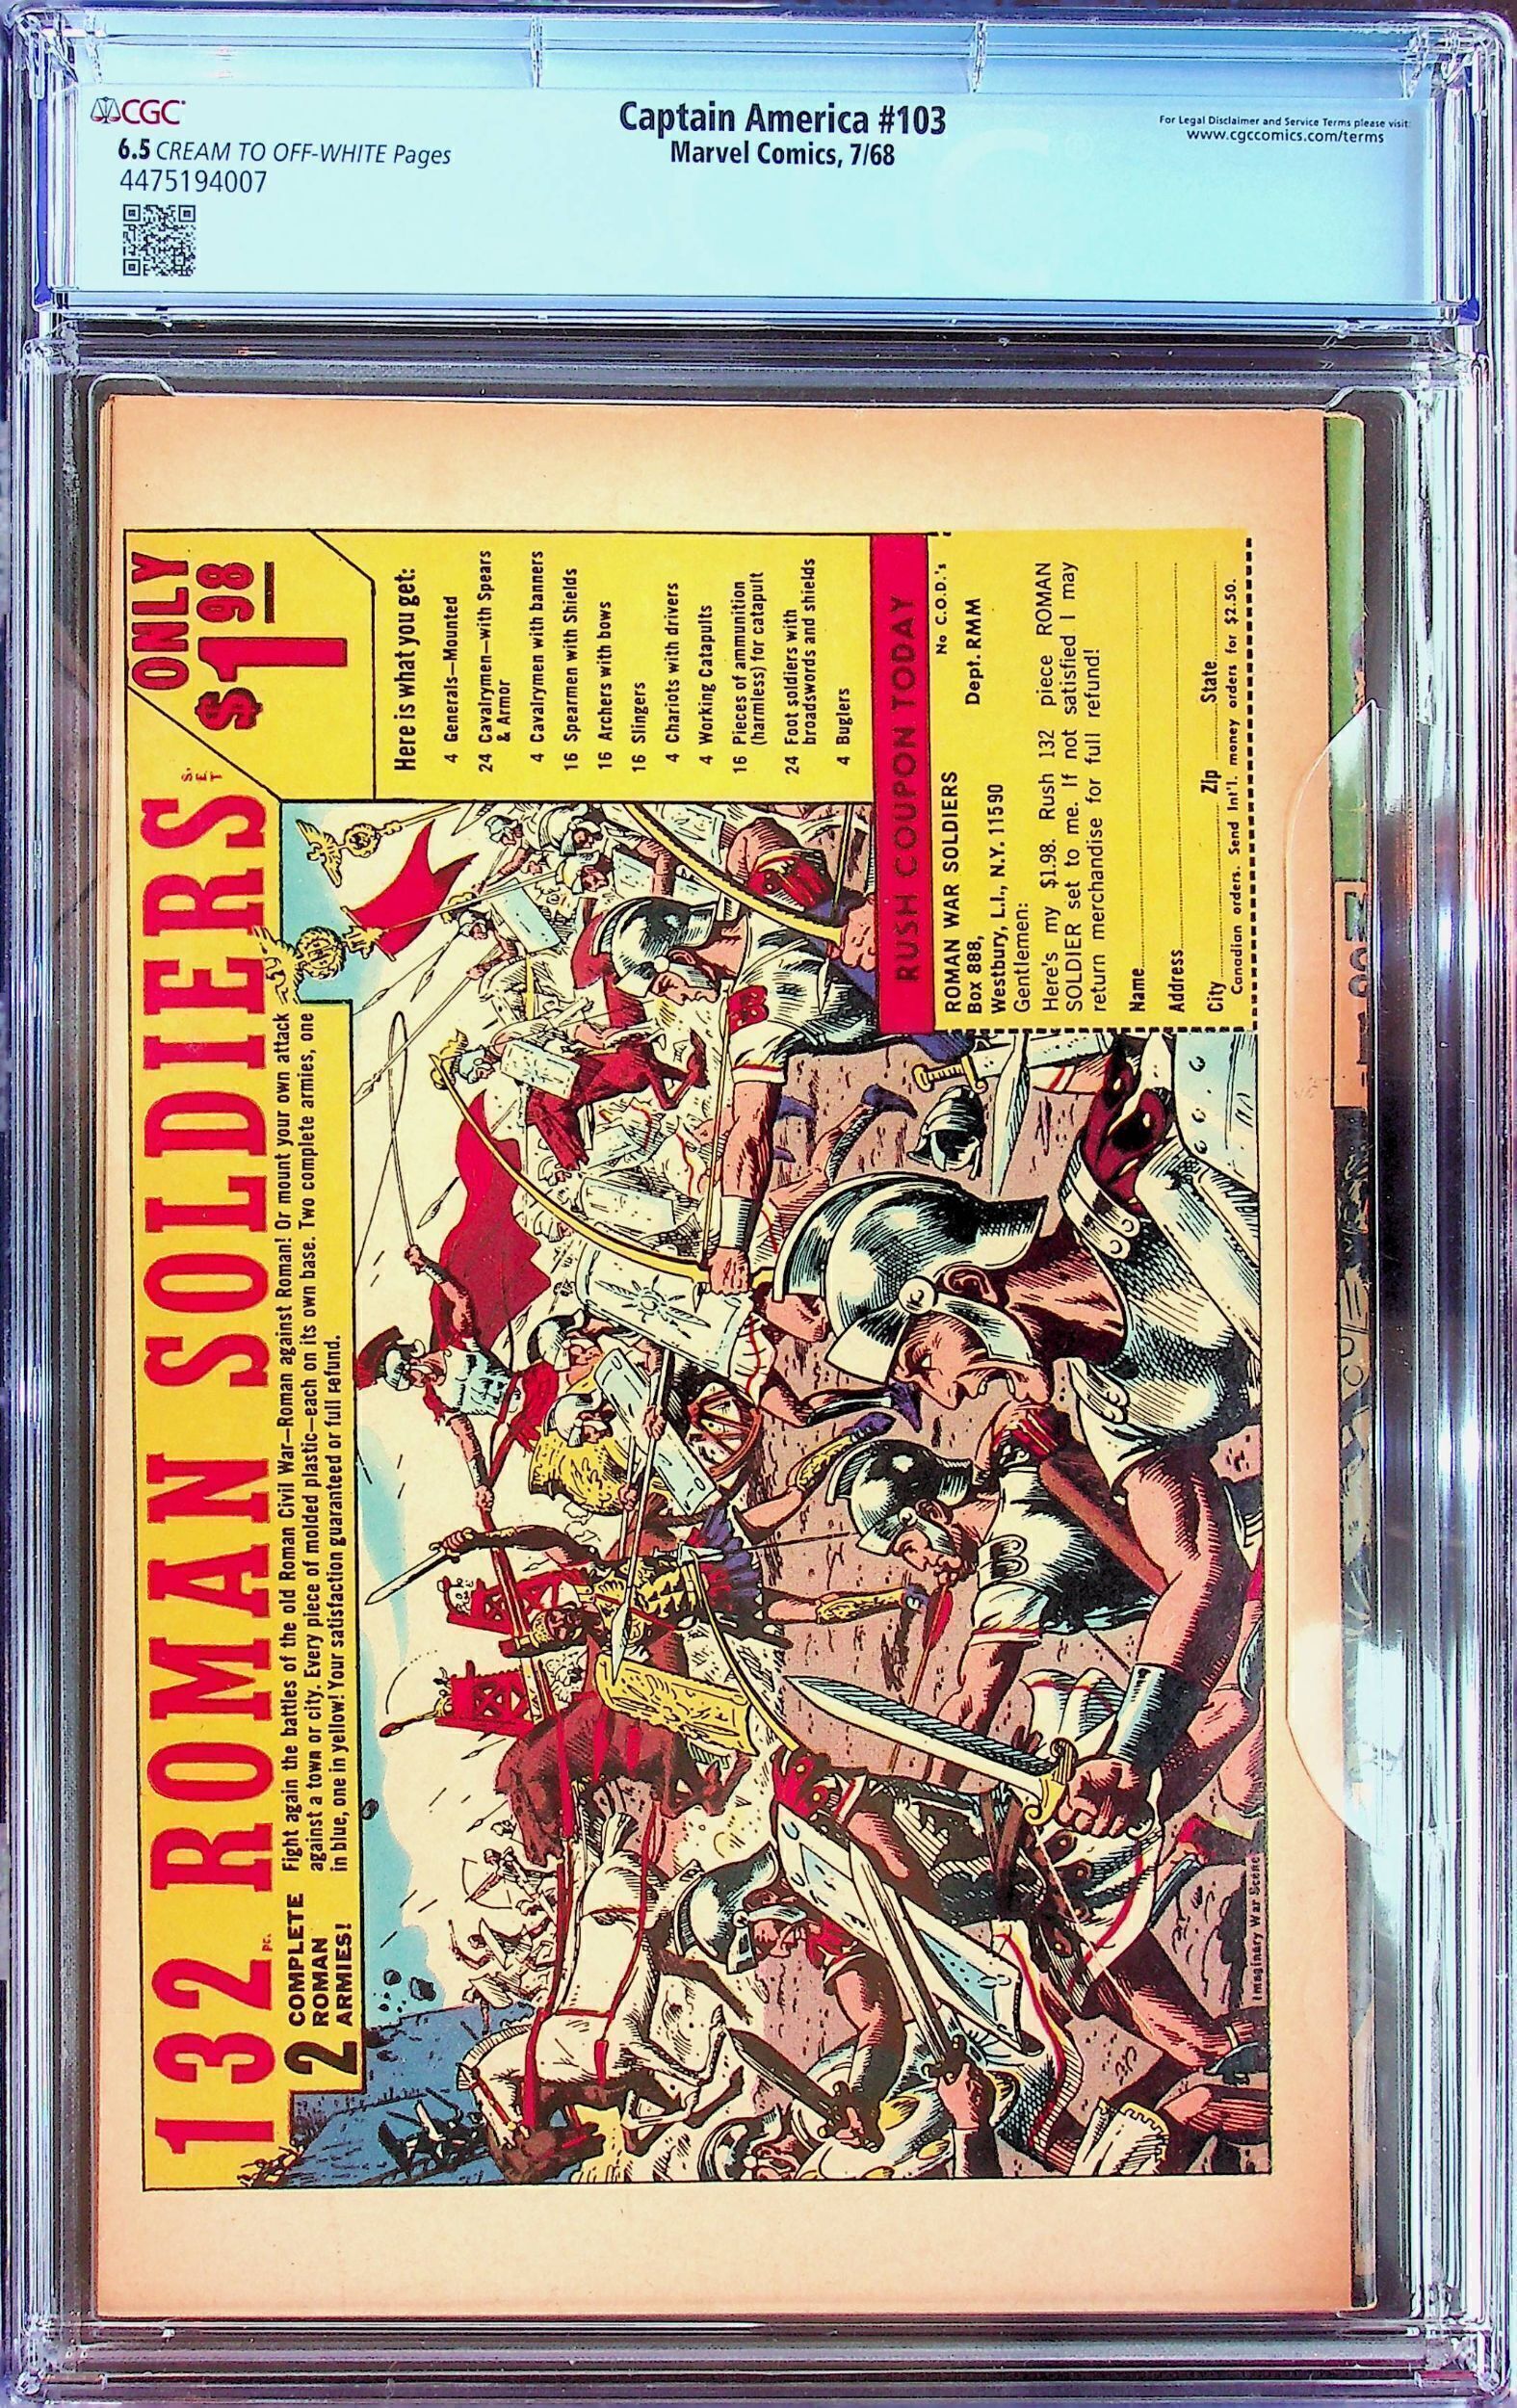 CGC
6.5 CREAM TO OFF-WHITE Pages
4475194007
Captain America #103
Marvel Comics, 7/68
For Legal Disclaimer and Service Terms please visit:
www.cgccomics.com/terms
132 PC. ROMAN SOLDIERS SET
ONLY
$1.98
2 COMPLETE
ROMAN
ARMIES!
Fight again the battles of the old Roman Civil War—Roman against Roman! Or mount your own attack
against a town or city. Every piece of molded plastic—each on its own base. Two complete armies, one
in blue, one in yellow! Your satisfaction guaranteed or full refund.
Here is what you get:
4 Generals—Mounted
24 Cavalrymen—with Spears
& Armor
4 Cavalrymen with banners
16 Spearmen with Shields
16 Archers with bows
16 Slingers
4 Chariots with drivers
4 Working Catapults
16 Pieces of ammunition
(harmless) for catapult
24 Foot soldiers with
broadswords and shields
4 Buglers
RUSH COUPON TODAY
No C.O.D.'s
ROMAN WAR SOLDIERS
Box 888, Dept. RMM
Westbury, L.I., N.Y. 11590
Gentlemen:
Here's my $1.98. Rush 132 piece ROMAN
SOLDIER set to me. If not satisfied I may
return merchandise for full refund!
Name
Address
City Zip State
Canadian orders. Send Int'l. money orders for $2.50.
Imaginary War Scene